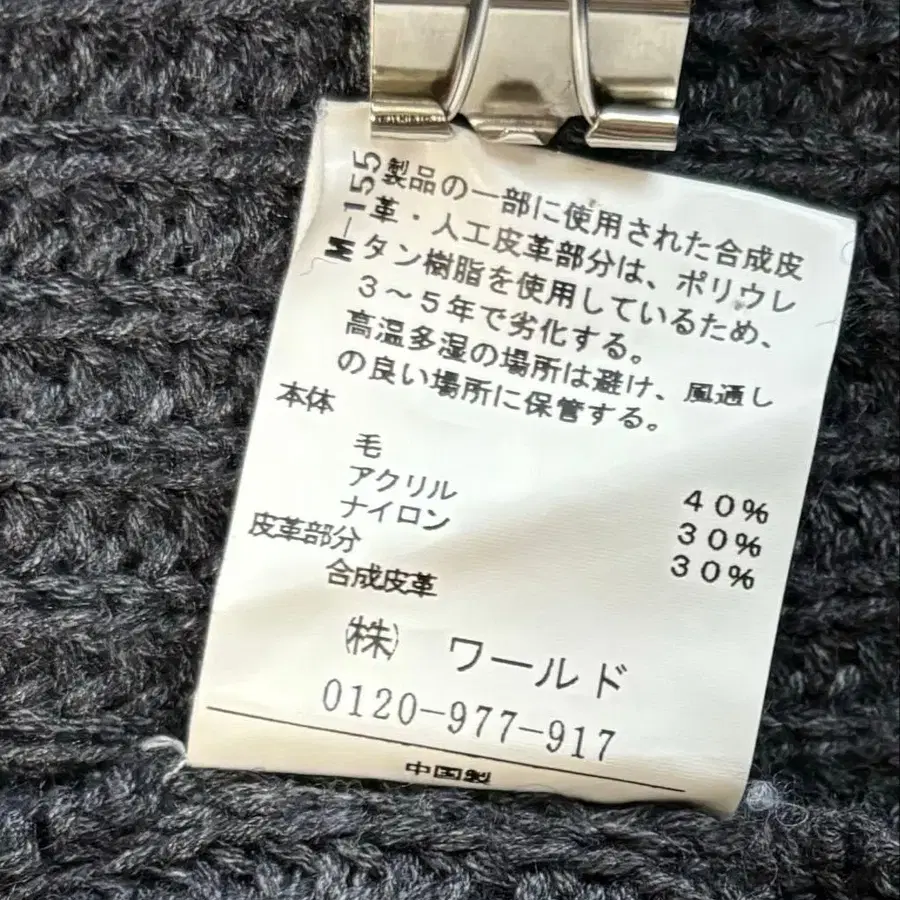 M-155
製品の一部に使用された合成皮
革・人工皮革部分は、ポリウレ
タン樹脂を使用しているため、
3～5年で劣化する。
高温多湿の場所は避け、風通し
の良い場所に保管する。
本体
毛 40%
アクリル 30%
ナイロン 30%
皮革部分
合成皮革
㈱ ワールド
0120-977-917
中国製